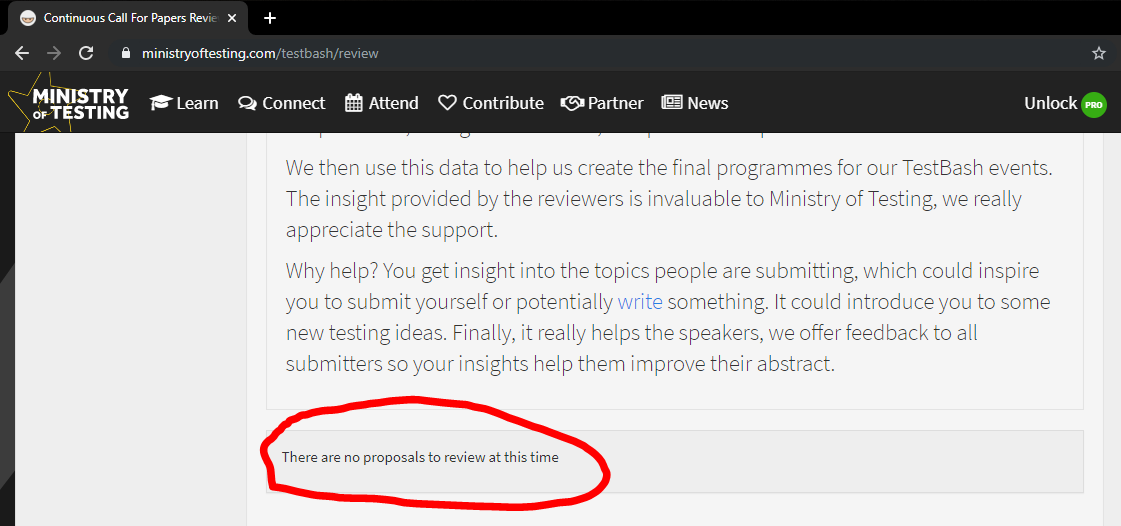 Continuous Call For Papers Revie
ministryoftesting.com/testbash/review
MINISTRY
OF TESTING
Learn Connect Attend Contribute Partner News Unlock PRO
We then use this data to help us create the final programmes for our TestBash events.
The insight provided by the reviewers is invaluable to Ministry of Testing, we really
appreciate the support.
Why help? You get insight into the topics people are submitting, which could inspire
you to submit yourself or potentially write something. It could introduce you to some
new testing ideas. Finally, it really helps the speakers, we offer feedback to all
submitters so your insights help them improve their abstract.
There are no proposals to review at this time